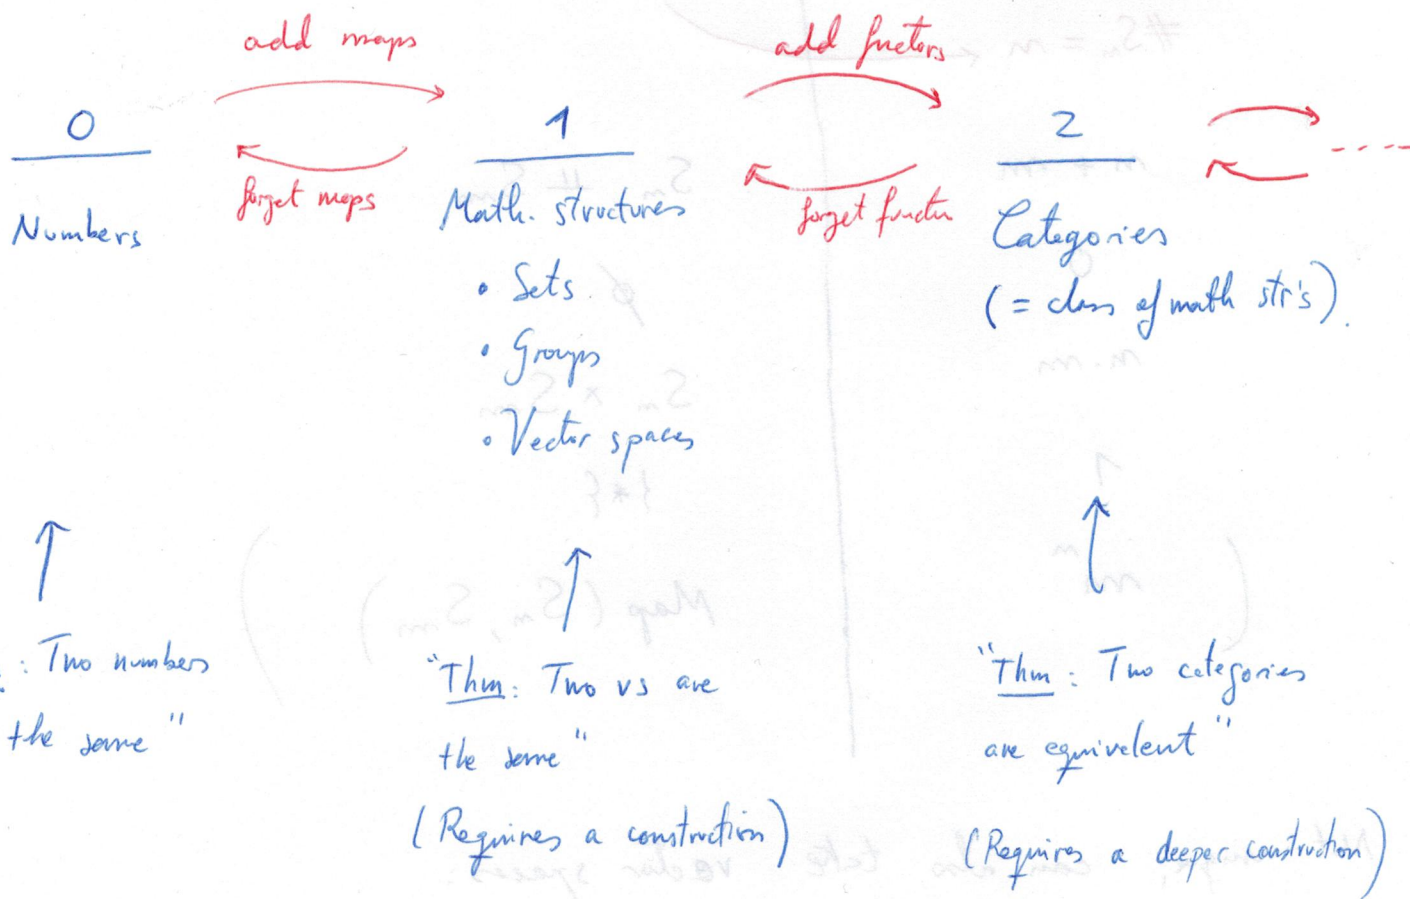 add maps
add fuctors
0
1
2
forget maps
forget functor
Numbers
Math. structures
• Sets
• Groups
• Vector spaces
Categories
(= class of math str's).
: Two numbers
the same"
"Thm: Two vs are
the same"
(Requires a construction)
"Thm: Two categories
are equivalent"
(Requires a deeper construction)